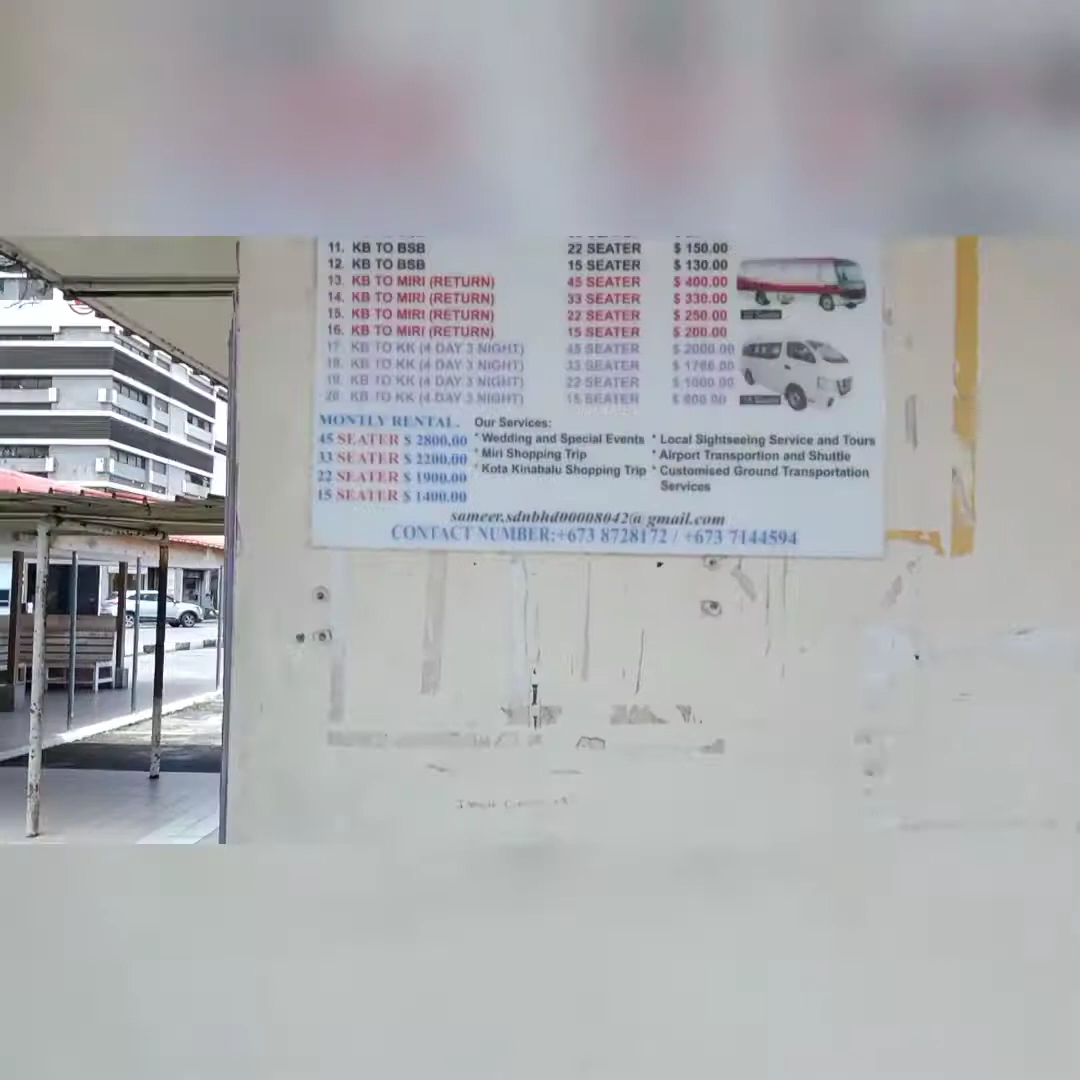 11. KB TO BSB 22 SEATER $ 150.00
12. KB TO BSB 15 SEATER $ 130.00
13. KB TO MIRI (RETURN) 45 SEATER $ 400.00
14. KB TO MIRI (RETURN) 33 SEATER $ 330.00
15. KB TO MIRI (RETURN) 22 SEATER $ 250.00
16. KB TO MIRI (RETURN) 15 SEATER $ 200.00
17. KB TO KK (4 DAY 3 NIGHT) 45 SEATER $ 2000.00
18. KB TO KK (4 DAY 3 NIGHT) 33 SEATER
19. KB TO KK (4 DAY 3 NIGHT) 22 SEATER $ 1000.00
20. KB TO KK (4 DAY 3 NIGHT) 15 SEATER $ 800.00
MONTLY RENTAL.
45 SEATER $ 2800.00
33 SEATER $ 2200.00
22 SEATER $ 1900.00
15 SEATER $ 1400.00
Our Services:
* Wedding and Special Events
* Miri Shopping Trip
* Kota Kinabalu Shopping Trip
* Local Sightseeing Service and Tours
* Airport Transportion and Shuttle
* Customised Ground Transportation
Services
sameer.sdnbhd00008042@gmail.com
CONTACT NUMBER:+673 8728172 / +673 7144594